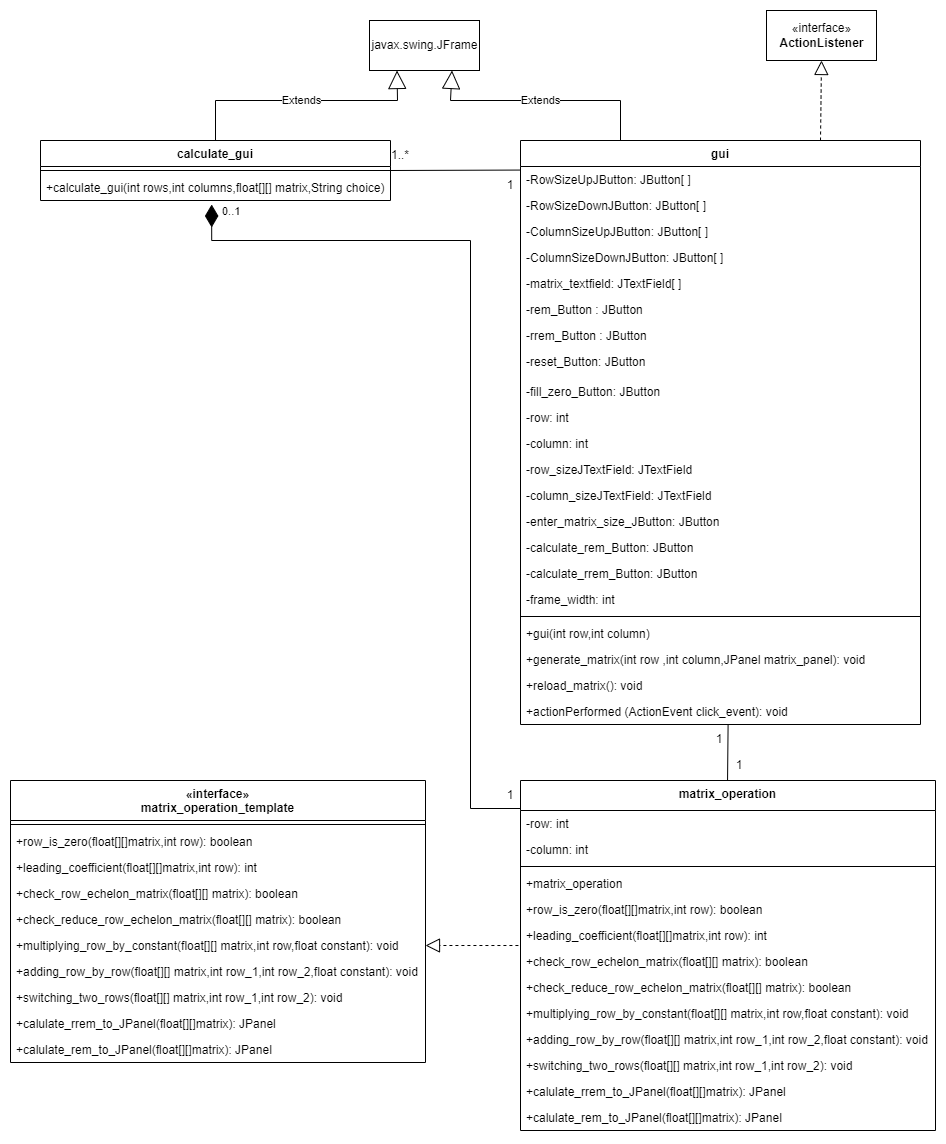 javax.swing.JFrame
«interface»
ActionListener
Extends
Extends
calculate_gui
+calculate_gui(int rows,int columns,float[][] matrix,String choice)
1..*
1
0..1
gui
-RowSizeUpJButton: JButton[ ]
-RowSizeDownJButton: JButton[ ]
-ColumnSizeUpJButton: JButton[ ]
-ColumnSizeDownJButton: JButton[ ]
-matrix_textfield: JTextField[ ]
-rem_Button : JButton
-rrem_Button : JButton
-reset_Button: JButton
-fill_zero_Button: JButton
-row: int
-column: int
-row_sizeJTextField: JTextField
-column_sizeJTextField: JTextField
-enter_matrix_size_JButton: JButton
-calculate_rem_Button: JButton
-calculate_rrem_Button: JButton
-frame_width: int
+gui(int row,int column)
+generate_matrix(int row ,int column,JPanel matrix_panel): void
+reload_matrix(): void
+actionPerformed (ActionEvent click_event): void
1
1
1
«interface»
matrix_operation_template
+row_is_zero(float[][]matrix,int row): boolean
+leading_coefficient(float[][]matrix,int row): int
+check_row_echelon_matrix(float[][] matrix): boolean
+check_reduce_row_echelon_matrix(float[][] matrix): boolean
+multiplying_row_by_constant(float[][] matrix,int row,float constant): void
+adding_row_by_row(float[][] matrix,int row_1,int row_2,float constant): void
+switching_two_rows(float[][] matrix,int row_1,int row_2): void
+calulate_rrem_to_JPanel(float[][]matrix): JPanel
+calulate_rem_to_JPanel(float[][]matrix): JPanel
matrix_operation
-row: int
-column: int
+matrix_operation
+row_is_zero(float[][]matrix,int row): boolean
+leading_coefficient(float[][]matrix,int row): int
+check_row_echelon_matrix(float[][] matrix): boolean
+check_reduce_row_echelon_matrix(float[][] matrix): boolean
+multiplying_row_by_constant(float[][] matrix,int row,float constant): void
+adding_row_by_row(float[][] matrix,int row_1,int row_2,float constant): void
+switching_two_rows(float[][] matrix,int row_1,int row_2): void
+calulate_rrem_to_JPanel(float[][]matrix): JPanel
+calulate_rem_to_JPanel(float[][]matrix): JPanel